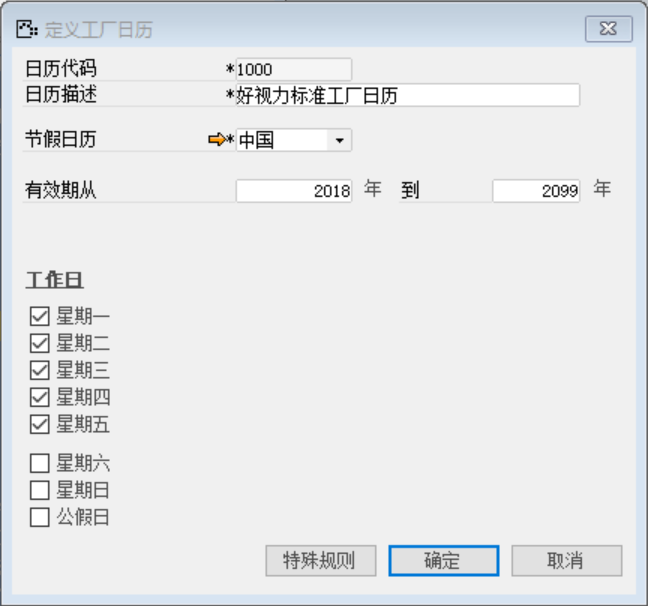 定义工厂日历
日历代码 *1000
日历描述 *好视力标准工厂日历
节假日历 *中国
有效期从 2018 年 到 2099 年
工作日
星期一
星期二
星期三
星期四
星期五
星期六
星期日
公假日
特殊规则 确定 取消